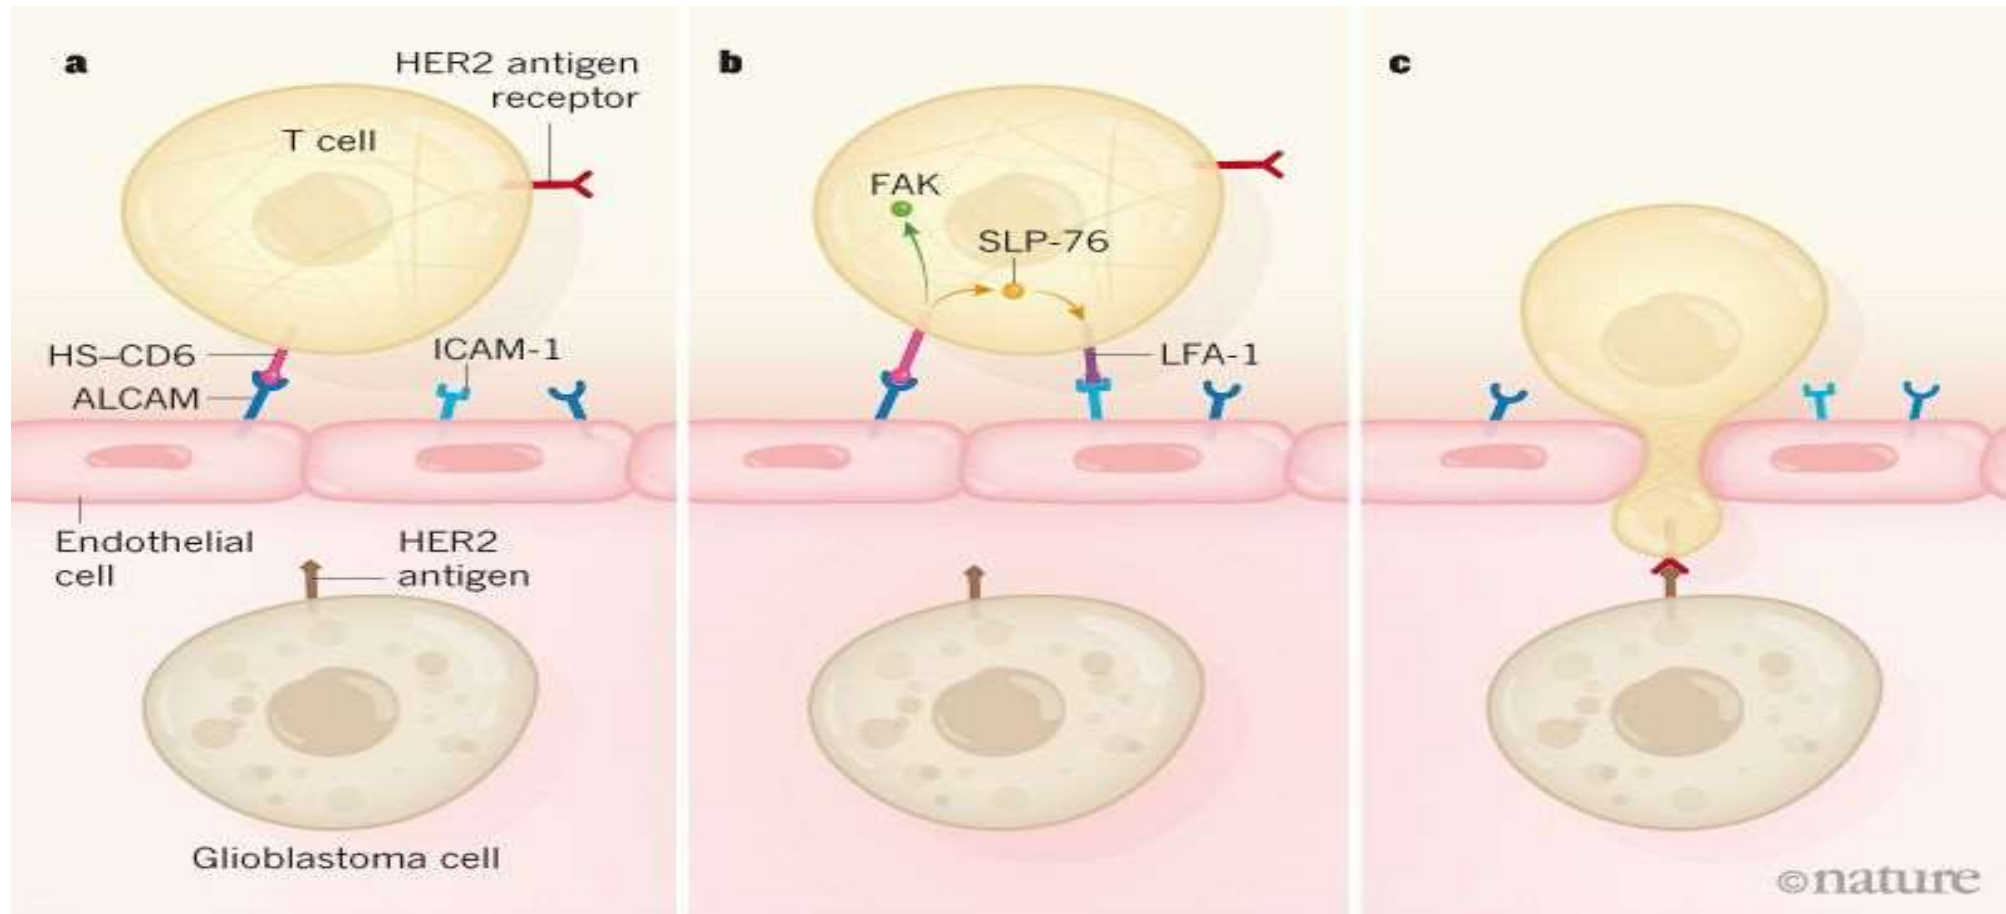 a
HER2 antigen
receptor
T cell
HS–CD6
ICAM-1
ALCAM
Endothelial
cell
HER2
antigen
Glioblastoma cell
b
FAK
SLP-76
LFA-1
c
©nature